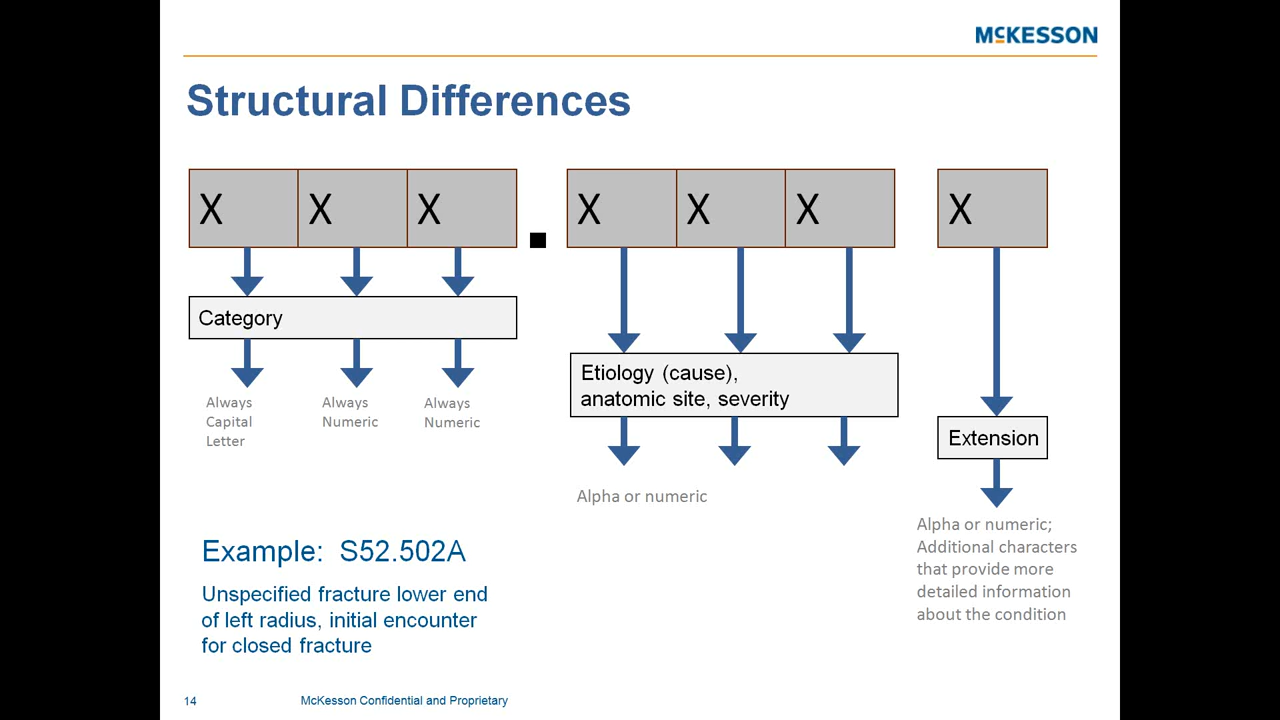 McKESSON
Structural Differences
X X X . X X X X
Category
Etiology (cause),
anatomic site, severity
Extension
Always
Capital
Letter
Always
Numeric
Always
Numeric
Alpha or numeric
Alpha or numeric;
Additional characters
that provide more
detailed information
about the condition
Example: S52.502A
Unspecified fracture lower end
of left radius, initial encounter
for closed fracture
14
McKesson Confidential and Proprietary